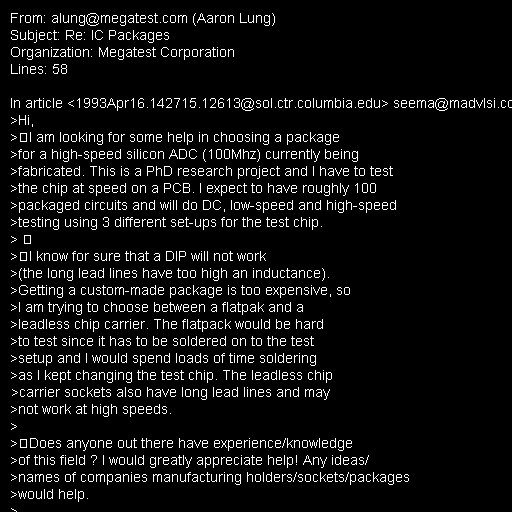 From: alung@megatest.com (Aaron Lung)
Subject: Re: IC Packages
Organization: Megatest Corporation
Lines: 58

In article <1993Apr16.142715.12613@sol.ctr.columbia.edu> seema@madvlsi.co
>Hi,
>I am looking for some help in choosing a package
>for a high-speed silicon ADC (100Mhz) currently being
>fabricated. This is a PhD research project and I have to test
>the chip at speed on a PCB. I expect to have roughly 100
>packaged circuits and will do DC, low-speed and high-speed
>testing using 3 different set-ups for the test chip.
>
>I know for sure that a DIP will not work
>(the long lead lines have too high an inductance).
>Getting a custom-made package is too expensive, so
>I am trying to choose between a flatpak and a
>leadless chip carrier. The flatpack would be hard
>to test since it has to be soldered on to the test
>setup and I would spend loads of time soldering
>as I kept changing the test chip. The leadless chip
>carrier sockets also have long lead lines and may
>not work at high speeds.
>
>Does anyone out there have experience/knowledge
>of this field ? I would greatly appreciate help! Any ideas/
>names of companies manufacturing holders/sockets/packages
>would help.
>